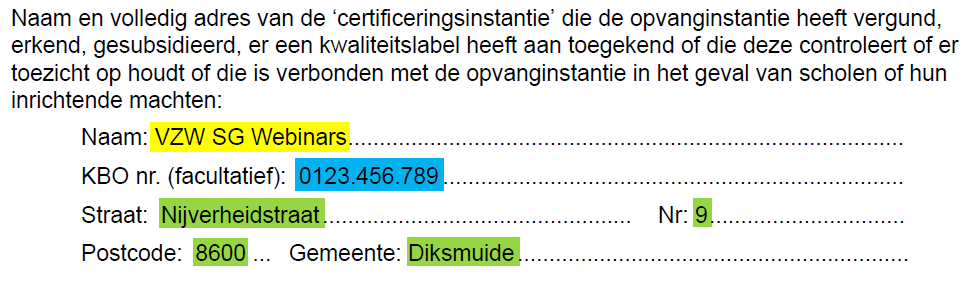 Naam en volledig adres van de ‘certificeringsinstantie’ die de opvanginstantie heeft vergund,
erkend, gesubsidieerd, er een kwaliteitslabel heeft aan toegekend of die deze controleert of er
toezicht op houdt of die is verbonden met de opvanginstantie in het geval van scholen of hun
inrichtende machten:
Naam: VZW SG Webinars....................................................................................
KBO nr. (facultatief): 0123.456.789......................................................................
Straat: Nijverheidstraat............................................... Nr: 9..............................
Postcode: 8600 ... Gemeente: Diksmuide............................................................